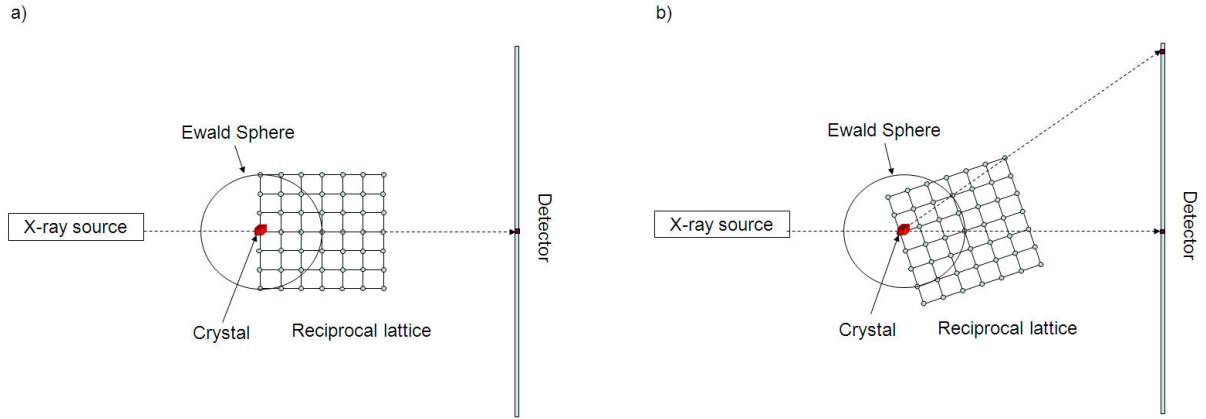 a)
Ewald Sphere
X-ray source
Detector
Crystal
Reciprocal lattice
b)
Ewald Sphere
X-ray source
Detector
Crystal
Reciprocal lattice